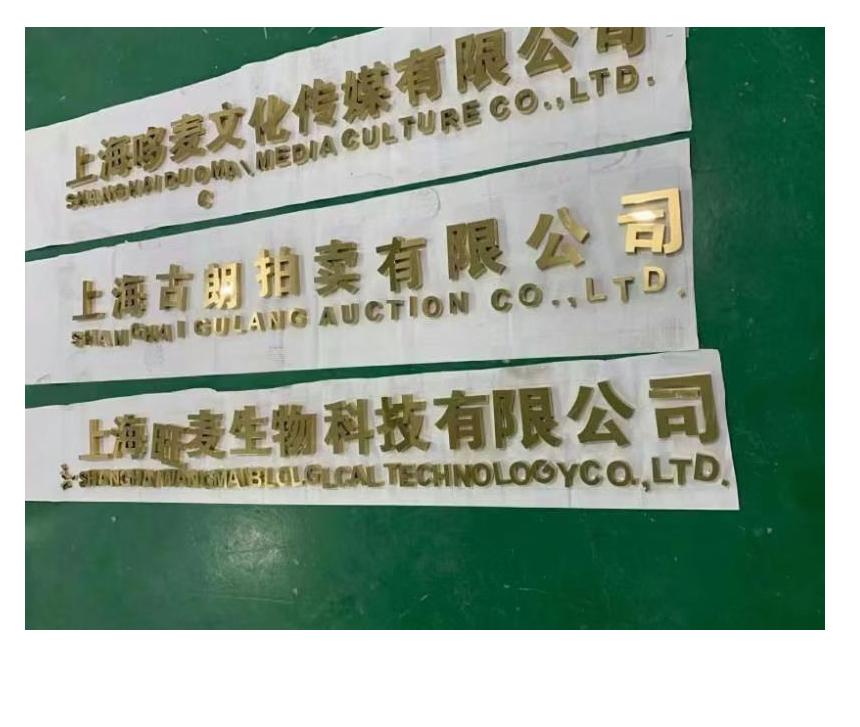 上海哆麦文化传媒有限公司
SHANGHAI DUOMAI MEDIA CULTURE CO.,LTD.
C
上海古朗拍卖有限公司
SHANGHAI GULANG AUCTION CO.,LTD.
上海旺麦生物科技有限公司
SHANGHAI WANGMAI TECHNOLOGY CO.,LTD.